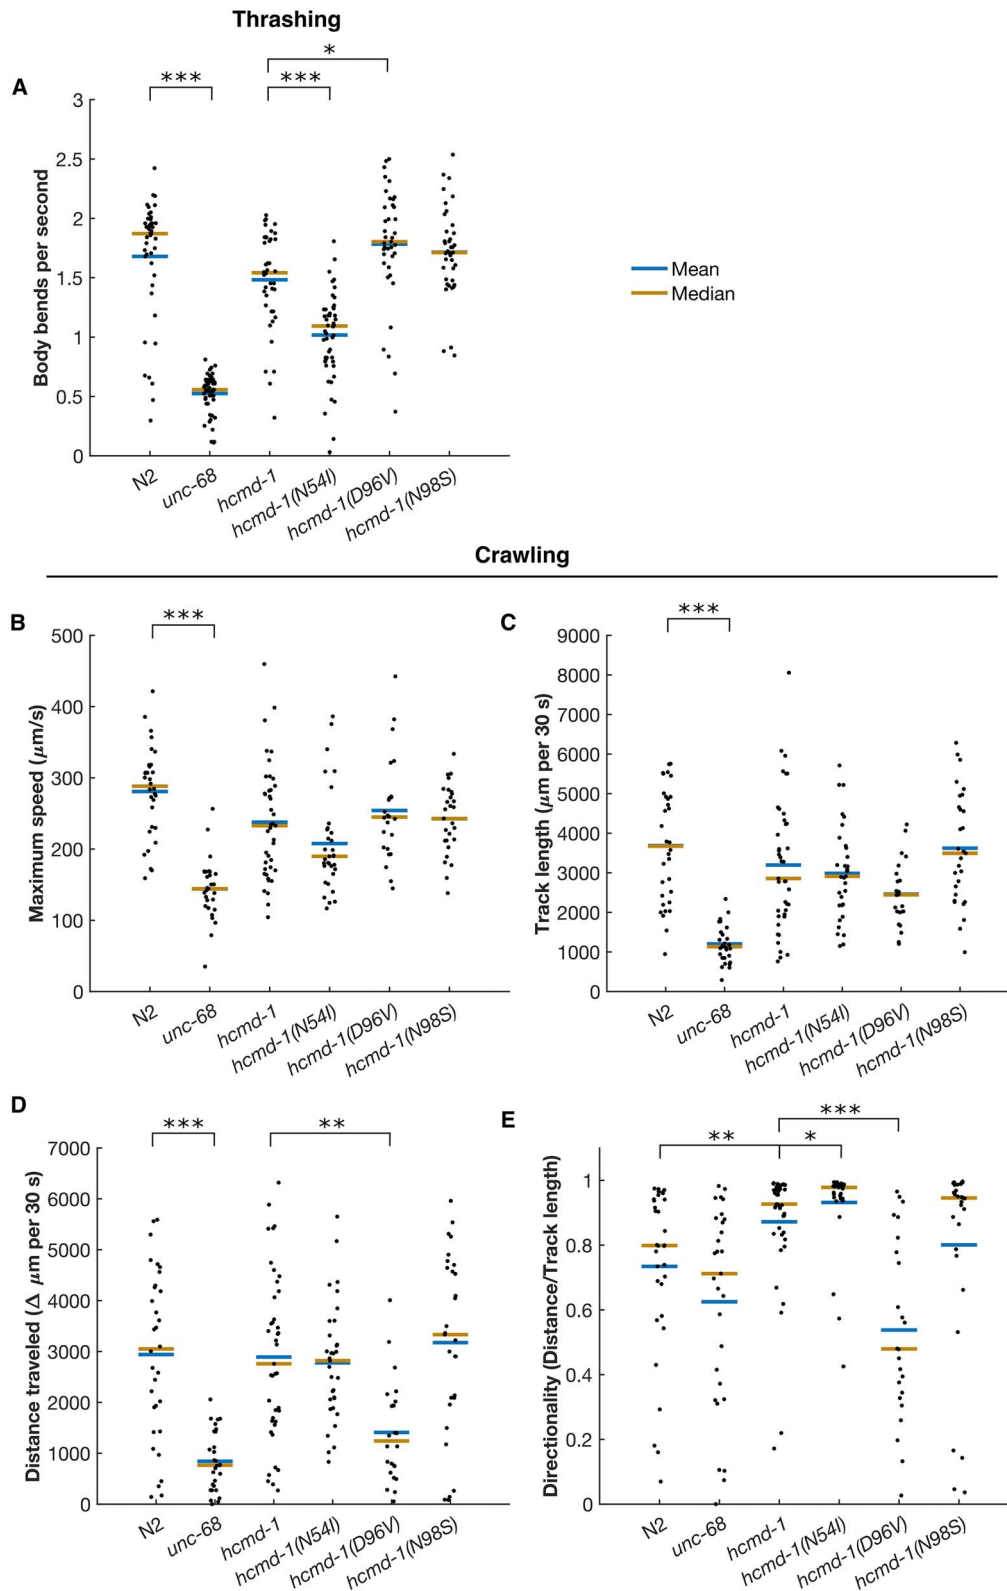 Thrashing
A
***
***
*
Body bends per second
3
2.5
2
1.5
1
0.5
0
N2
unc-68
hcmd-1
hcmd-1(N54I)
hcmd-1(D96V)
hcmd-1(N98S)
Mean
Median
Crawling
B
***
Maximum speed (μm/s)
500
400
300
200
100
0
N2
unc-68
hcmd-1
hcmd-1(N54I)
hcmd-1(D96V)
hcmd-1(N98S)
C
***
Track length (μm per 30 s)
9000
8000
7000
6000
5000
4000
3000
2000
1000
0
N2
unc-68
hcmd-1
hcmd-1(N54I)
hcmd-1(D96V)
hcmd-1(N98S)
D
***
**
Distance traveled (Δ μm per 30 s)
7000
6000
5000
4000
3000
2000
1000
0
N2
unc-68
hcmd-1
hcmd-1(N54I)
hcmd-1(D96V)
hcmd-1(N98S)
E
***
**
*
Directionality (Distance/Track length)
1
0.8
0.6
0.4
0.2
0
N2
unc-68
hcmd-1
hcmd-1(N54I)
hcmd-1(D96V)
hcmd-1(N98S)